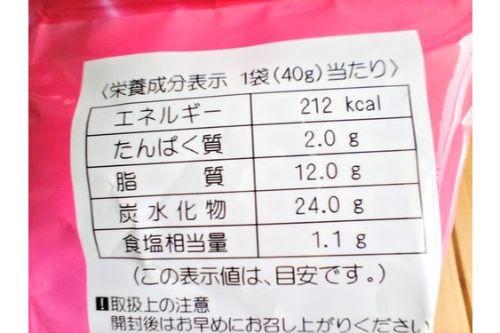 〈栄養成分表示 1袋(40g)当たり〉
エネルギー 212 kcal
たんぱく質 2.0 g
脂質 12.0 g
炭水化物 24.0 g
食塩相当量 1.1 g
(この表示値は、目安です。)
!取扱上の注意
開封後はお早めにお召し上がりください